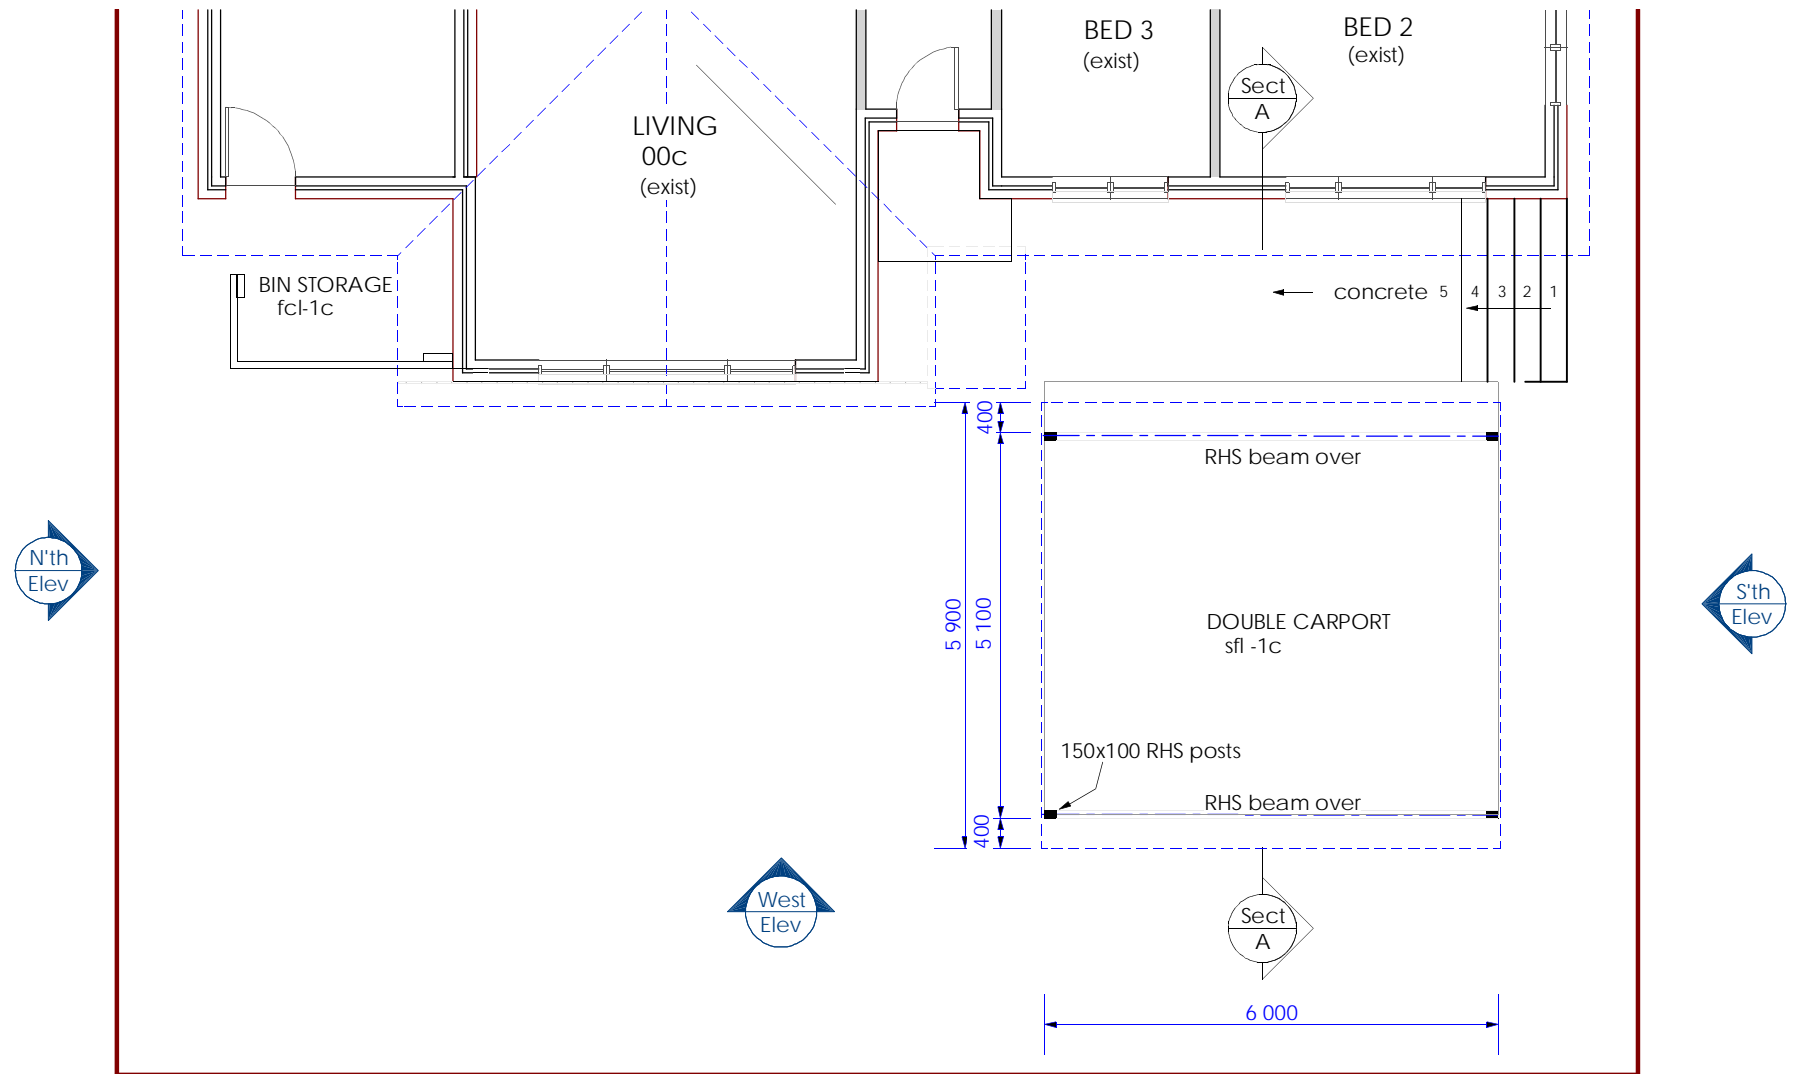 BED 3
(exist)
BED 2
(exist)
Sect
A
LIVING
00c
(exist)
BIN STORAGE
fcl-1c
concrete
5
4
3
2
1
400
RHS beam over
N'th
Elev
S'th
Elev
5 900
5 100
DOUBLE CARPORT
sfl -1c
150x100 RHS posts
RHS beam over
400
West
Elev
Sect
A
6 000